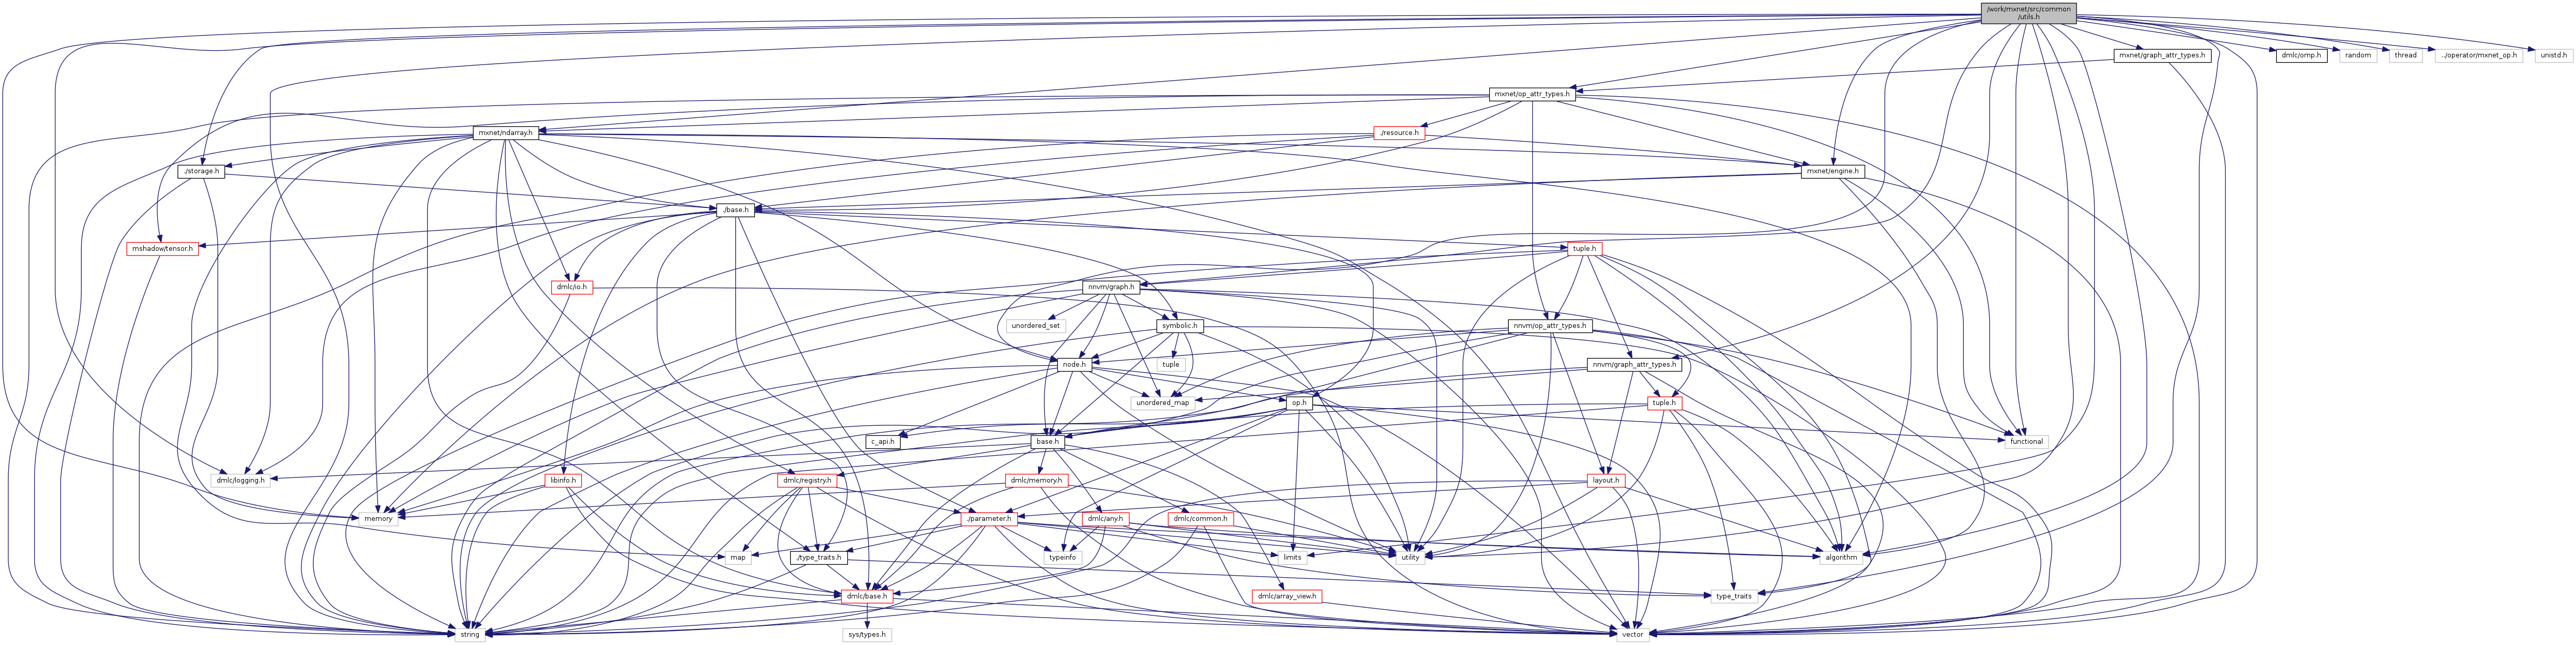 /work/mxnet/src/common
/utils.h
mxnet/graph_attr_types.h
dmlc/omp.h
random
thread
../operator/mxnet_op.h
unistd.h
mxnet/op_attr_types.h
mxnet/ndarray.h
./resource.h
./storage.h
mxnet/engine.h
./base.h
mshadow/tensor.h
tuple.h
dmlc/io.h
nnvm/graph.h
unordered_set
symbolic.h
nnvm/op_attr_types.h
node.h
tuple
nnvm/graph_attr_types.h
unordered_map
op.h
tuple.h
c_api.h
base.h
functional
dmlc/logging.h
libinfo.h
dmlc/registry.h
dmlc/memory.h
layout.h
memory
./parameter.h
dmlc/any.h
dmlc/common.h
map
./type_traits.h
typeinfo
limits
utility
algorithm
dmlc/base.h
dmlc/array_view.h
type_traits
string
sys/types.h
vector